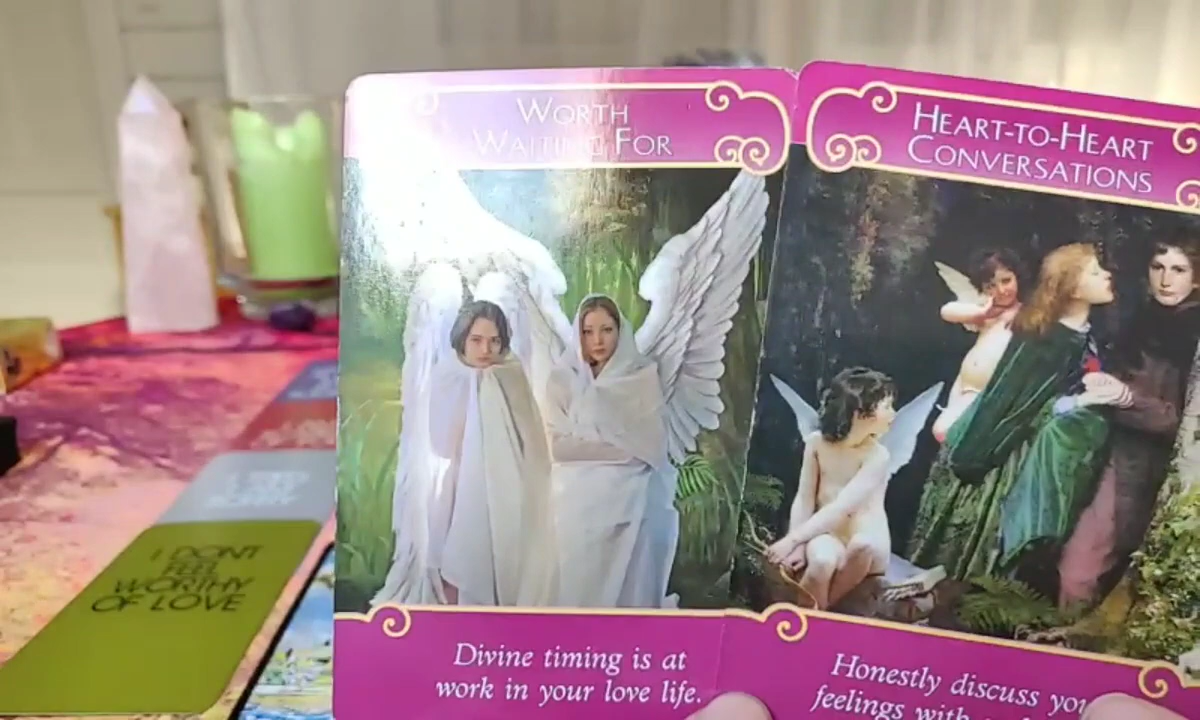 WORTH
WAITING FOR
HEART-TO-HEART
CONVERSATIONS
Divine timing is at
work in your love life.
Honestly discuss
feelings with
I DON'T
FEEL
WORTHY
OF LOVE